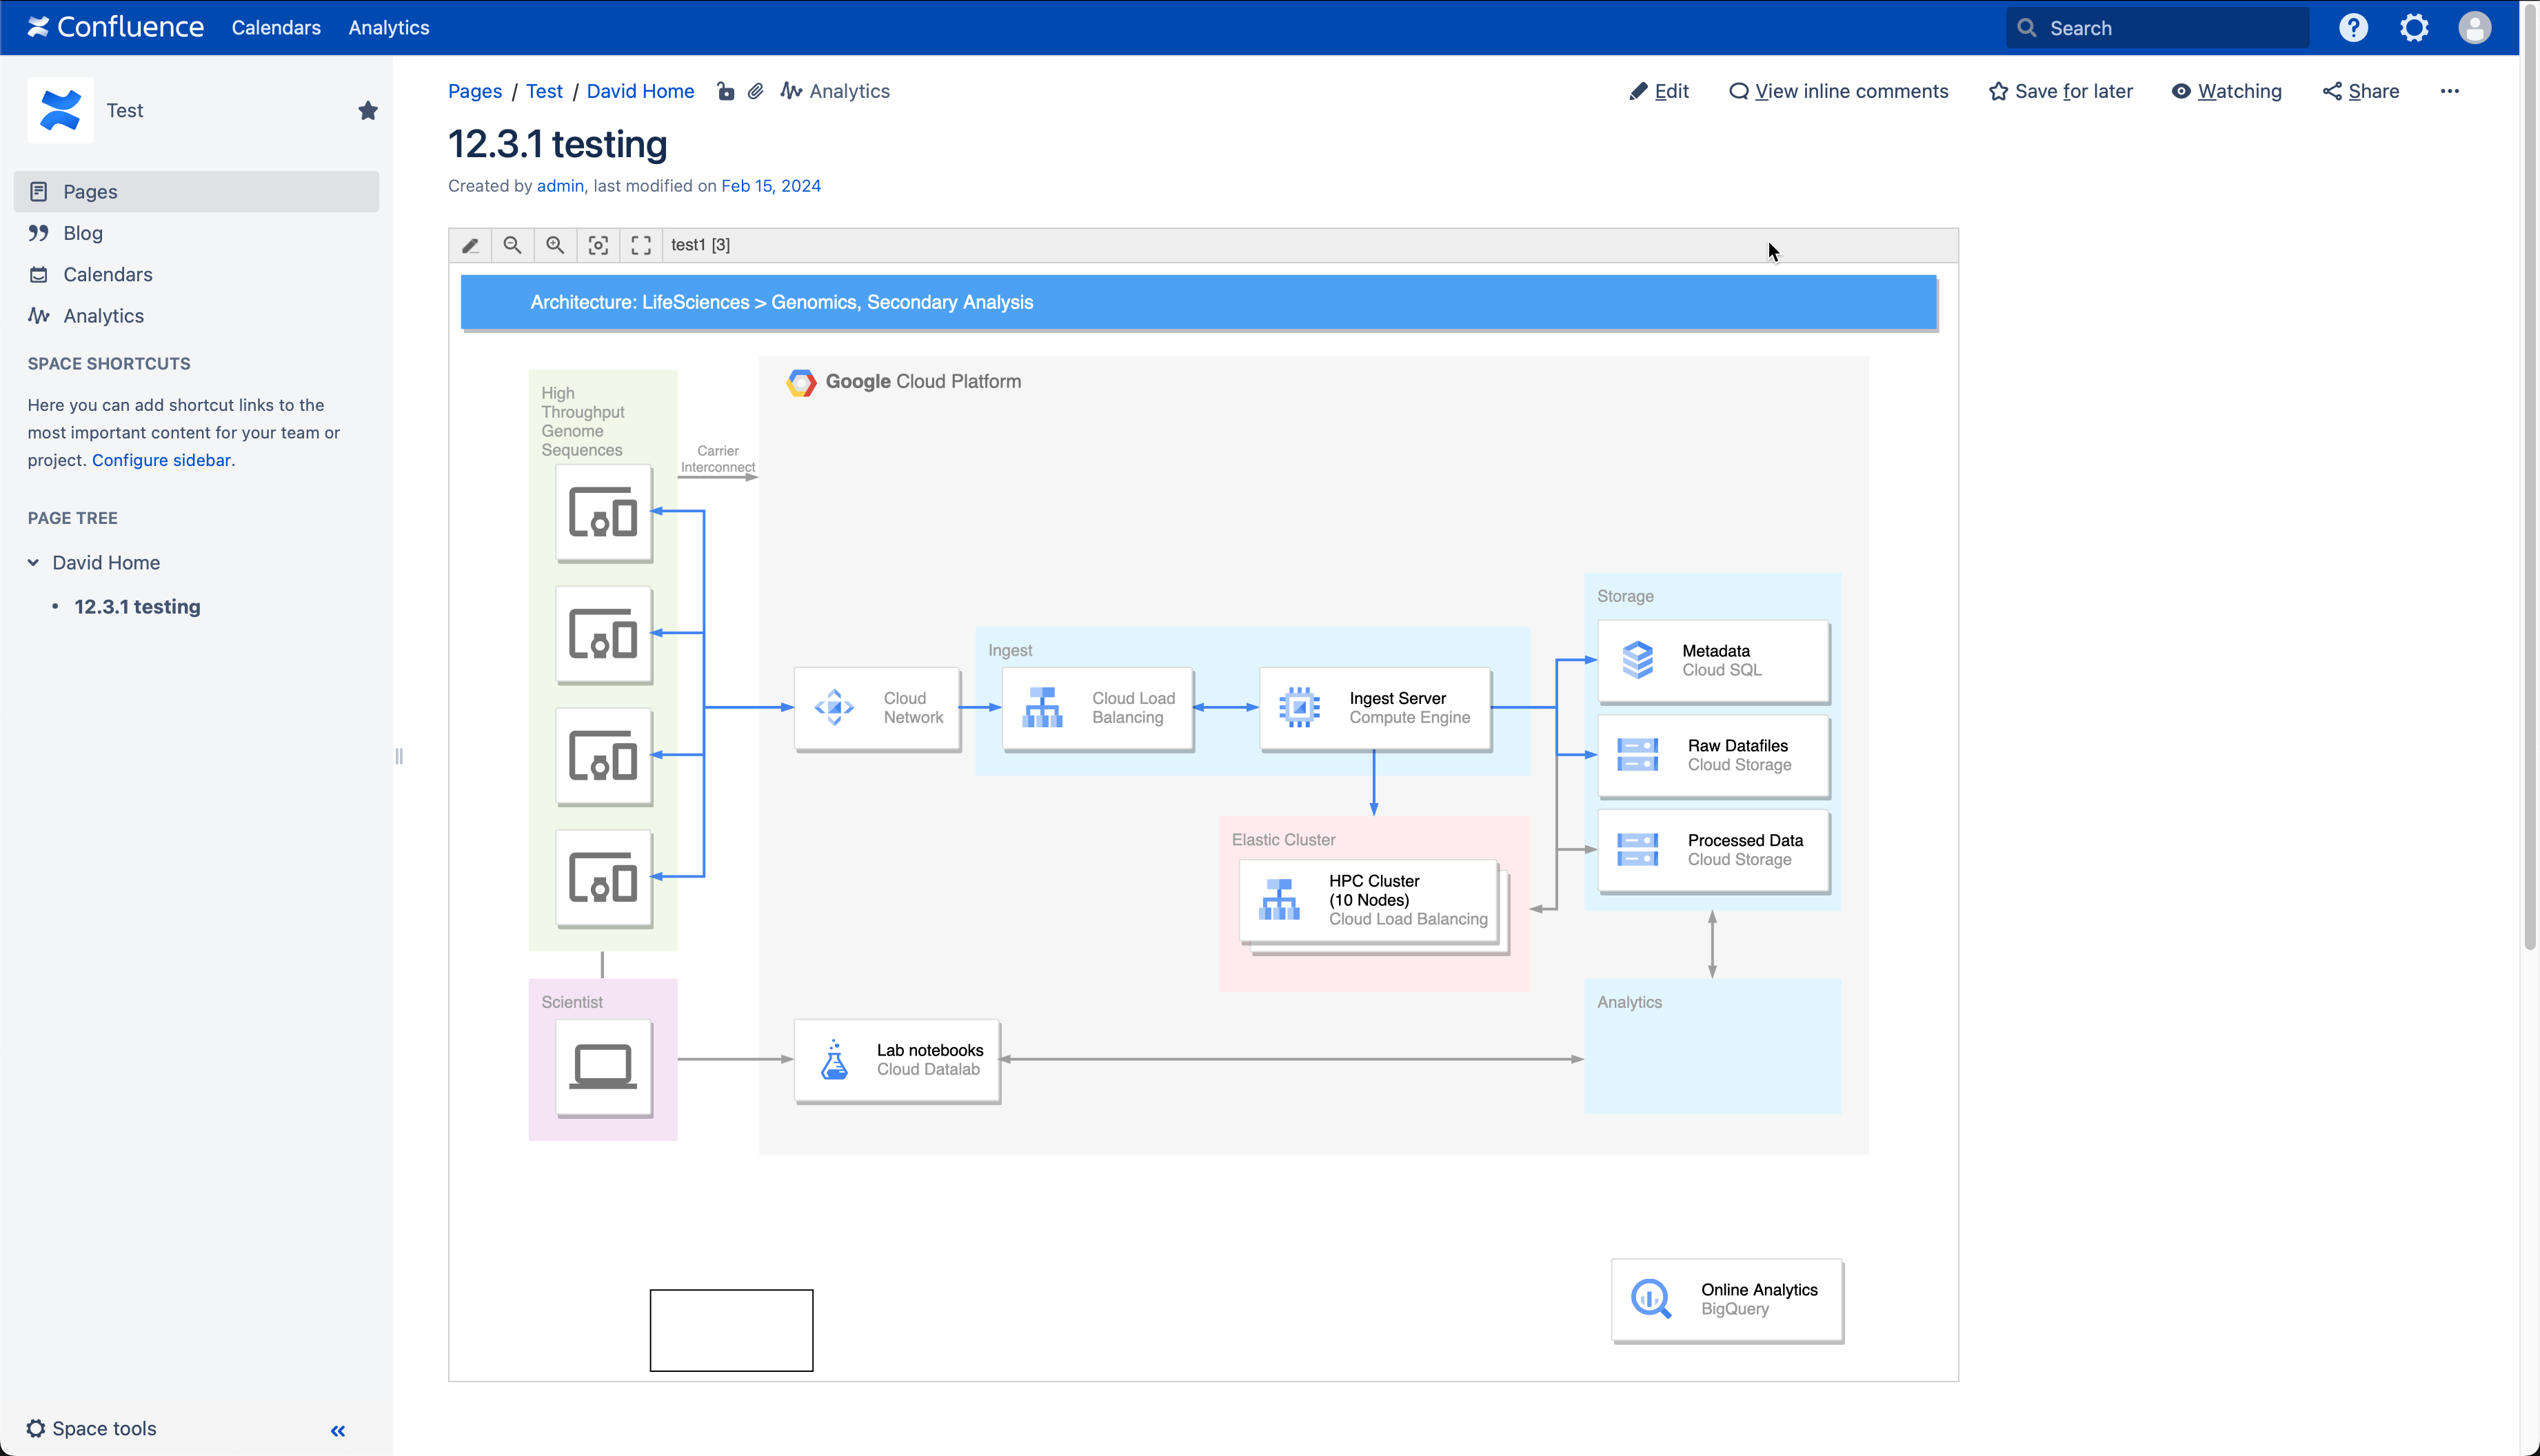 Confluence Calendars Analytics Search
Test
Pages
Blog
Calendars
Analytics
SPACE SHORTCUTS
Here you can add shortcut links to the
most important content for your team or
project. Configure sidebar.
PAGE TREE
David Home
• 12.3.1 testing
Space tools
Pages / Test / David Home Analytics
Edit View inline comments Save for later Watching Share
12.3.1 testing
Created by admin, last modified on Feb 15, 2024
test1 [3]
Architecture: LifeSciences > Genomics, Secondary Analysis
High
Throughput
Genome
Sequences
Carrier
Interconnect
Google Cloud Platform
Cloud
Network
Ingest
Cloud Load
Balancing
Ingest Server
Compute Engine
Storage
Metadata
Cloud SQL
Raw Datafiles
Cloud Storage
Processed Data
Cloud Storage
Elastic Cluster
HPC Cluster
(10 Nodes)
Cloud Load Balancing
Scientist
Lab notebooks
Cloud Datalab
Analytics
Online Analytics
BigQuery